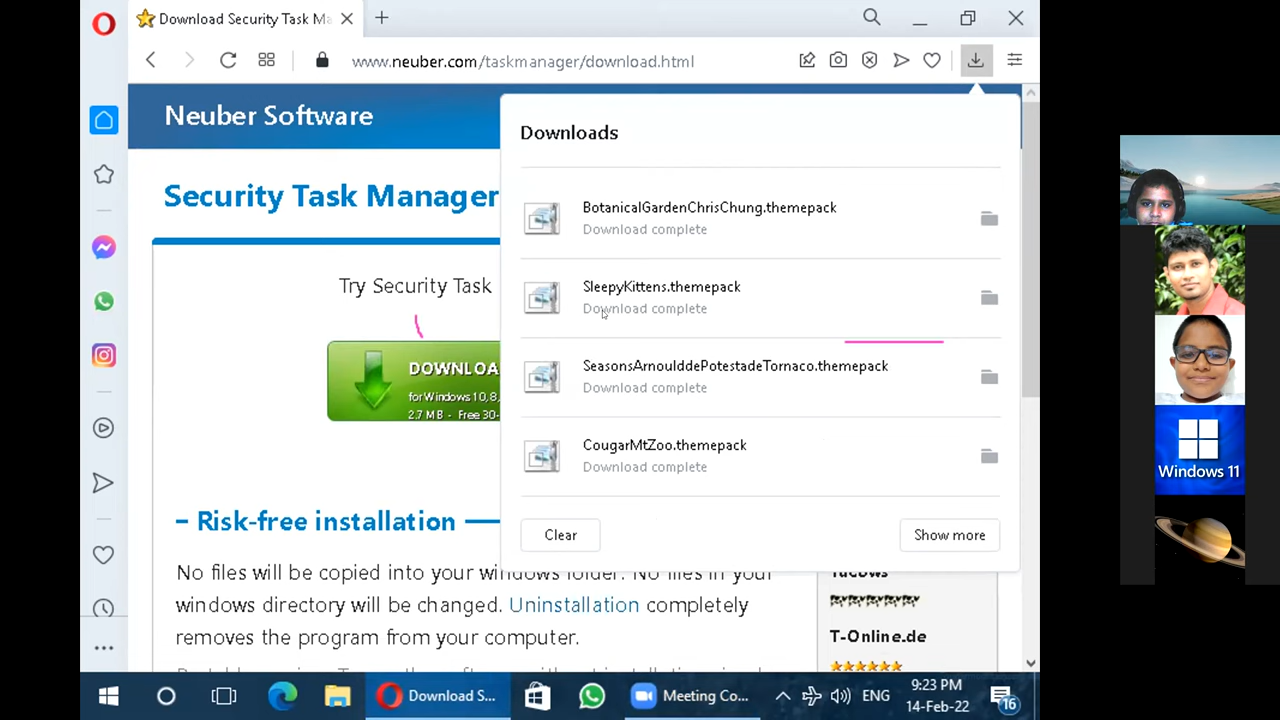 Download Security Task Ma
www.neuber.com/taskmanager/download.html
Neuber Software
Security Task Manager
Try Security Task
DOWNLOA
for Windows 10, 8,
2.7 MB - Free 30-
Downloads
BotanicalGardenChrisChung.themepack
Download complete
SleepyKittens.themepack
Download complete
SeasonsArnoulddePotestadeTornaco.themepack
Download complete
CougarMtZoo.themepack
Download complete
Clear
Show more
Risk-free installation
No files will be copied into your windows folder. No files in your
windows directory will be changed. Uninstallation completely
removes the program from your computer.
Tucows
T-Online.de
Windows 11
Download S...
Meeting Co...
ENG
9:23 PM
14-Feb-22
16